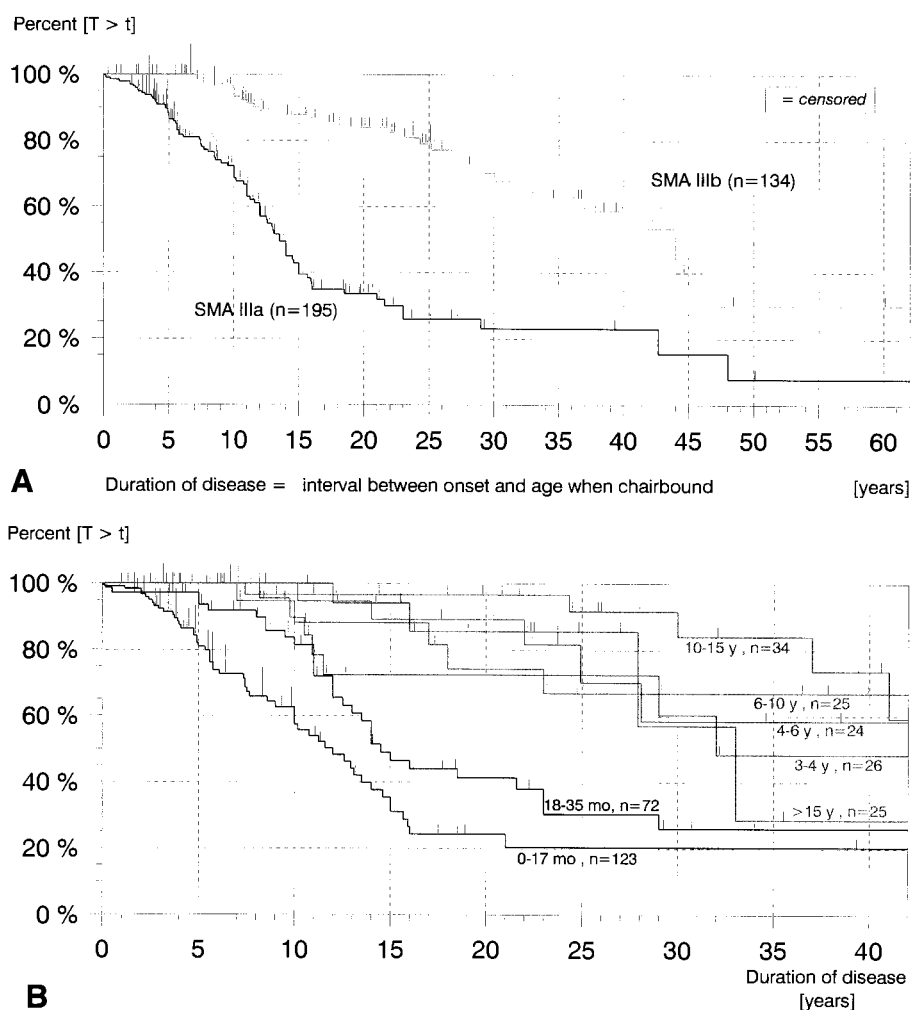 Percent [T > t]
100 %
80 %
60 %
40 %
20 %
0 %
= censored
SMA IIIb (n=134)
SMA IIIa (n=195)
0 5 10 15 20 25 30 35 40 45 50 55 60
A Duration of disease = interval between onset and age when chairbound [years]
Percent [T > t]
100 %
80 %
60 %
40 %
20 %
0 %
10-15 y , n=34
6-10 y , n=25
4-6 y , n=24
3-4 y , n=26
18-35 mo, n=72
>15 y , n=25
0-17 mo , n=123
0 5 10 15 20 25 30 35 40
Duration of disease
B [years]